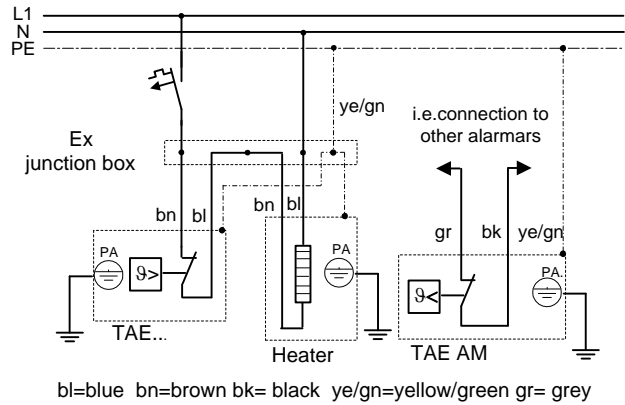 L1
N
PE
ye/gn
i.e.connection to
other alarmars
Ex
junction box
bn bl bn bl
gr bk ye/gn
PA PA PA.
ϑ> ϑ<
TAE...
Heater
TAE AM
bl=blue bn=brown bk= black ye/gn=yellow/green gr= grey